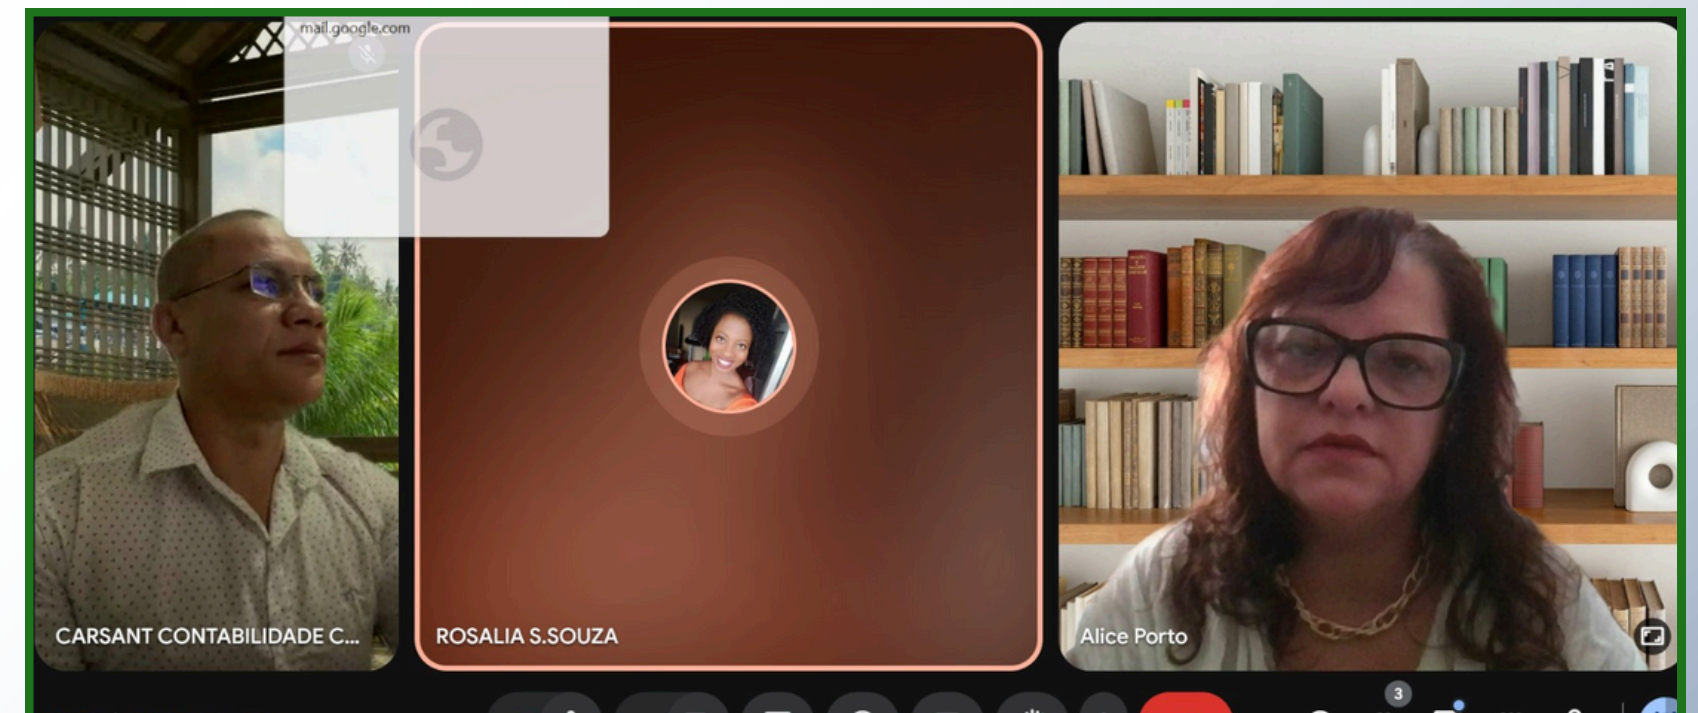 mail.google.com
CARSANT CONTABILIDADE C...
ROSALIA S.SOUZA
Alice Porto
3